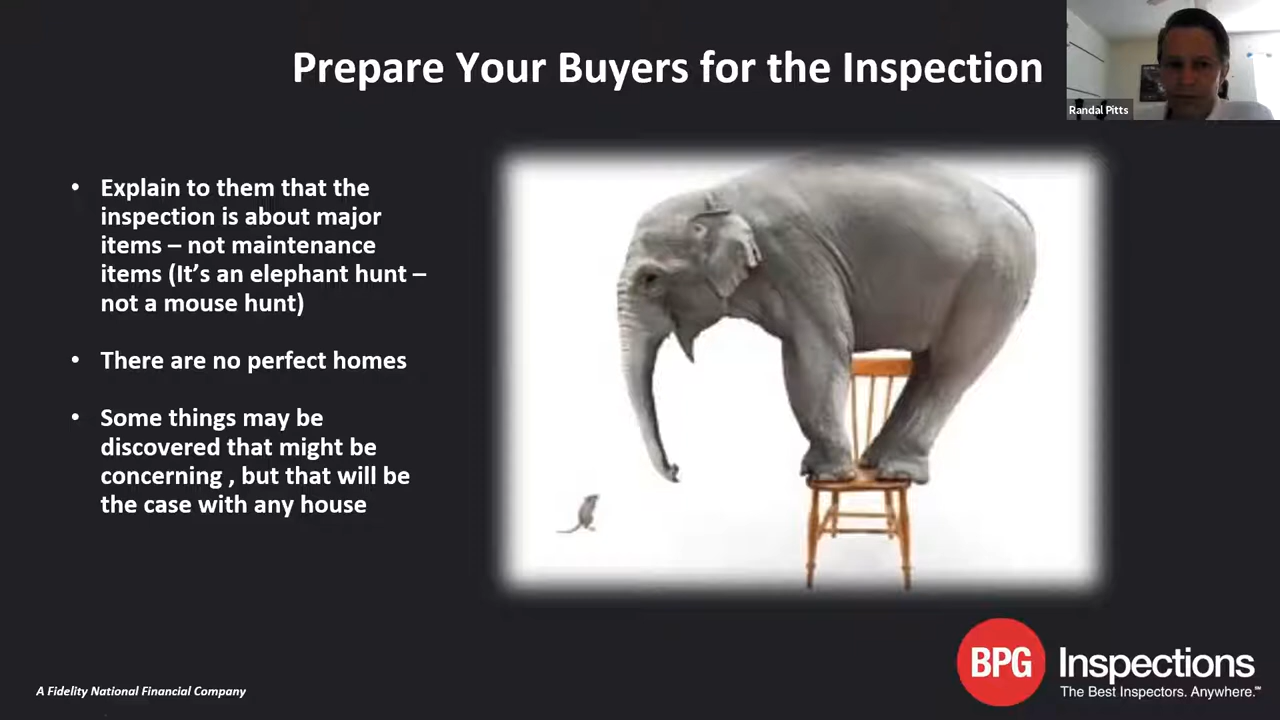 Prepare Your Buyers for the Inspection
Randal Pitts
• Explain to them that the
inspection is about major
items – not maintenance
items (It's an elephant hunt –
not a mouse hunt)
• There are no perfect homes
• Some things may be
discovered that might be
concerning , but that will be
the case with any house
BPG Inspections
The Best Inspectors. Anywhere.℠
A Fidelity National Financial Company